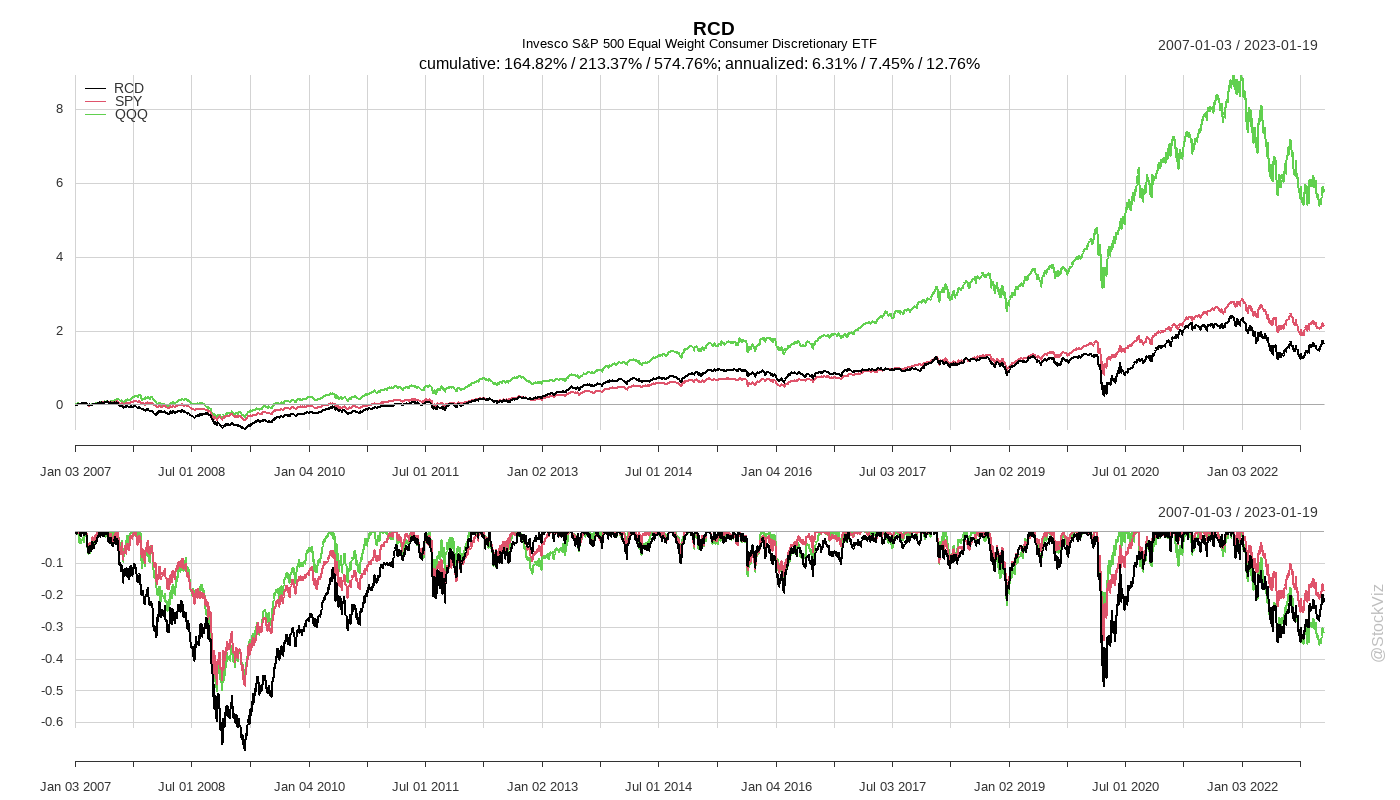 RCD
Invesco S&P 500 Equal Weight Consumer Discretionary ETF
2007-01-03 / 2023-01-19
cumulative: 164.82% / 213.37% / 574.76%; annualized: 6.31% / 7.45% / 12.76%
RCD
SPY
QQQ
8
6
4
2
0
Jan 03 2007 Jul 01 2008 Jan 04 2010 Jul 01 2011 Jan 02 2013 Jul 01 2014 Jan 04 2016 Jul 03 2017 Jan 02 2019 Jul 01 2020 Jan 03 2022
2007-01-03 / 2023-01-19
-0.1
-0.2
-0.3
-0.4
-0.5
-0.6
Jan 03 2007 Jul 01 2008 Jan 04 2010 Jul 01 2011 Jan 02 2013 Jul 01 2014 Jan 04 2016 Jul 03 2017 Jan 02 2019 Jul 01 2020 Jan 03 2022
@StockViz